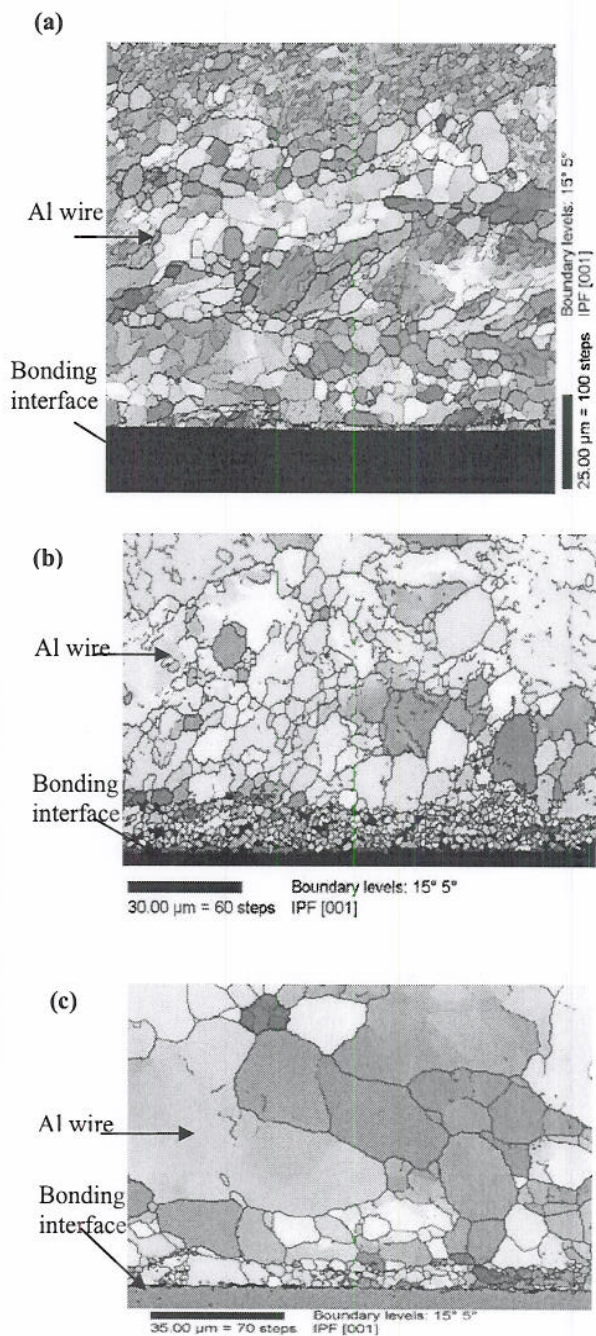 (a)
Al wire
Bonding
interface
Boundary levels: 15° 5°
IPF [001]
25.00 µm = 100 steps
(b)
Al wire
Bonding
interface
Boundary levels: 15° 5°
30.00 µm = 60 steps IPF [001]
(c)
Al wire
Bonding
interface
Boundary levels: 15° 5°
35.00 µm = 70 steps IPF [001]